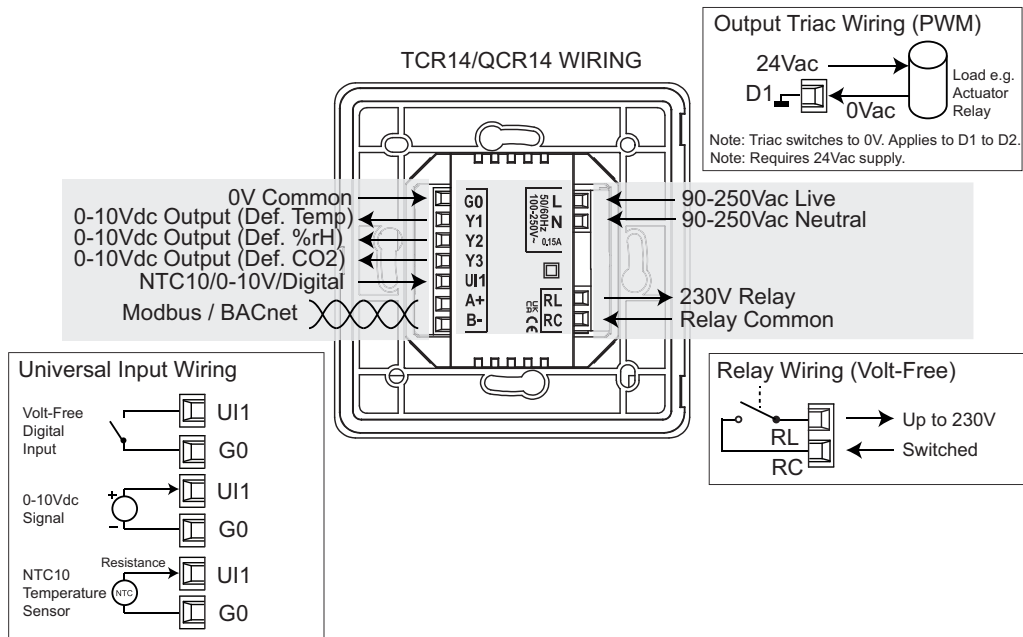 Output Triac Wiring (PWM)
24Vac
D1
0Vac
Load e.g.
Actuator
Relay
Note: Triac switches to 0V. Applies to D1 to D2.
Note: Requires 24Vac supply.
TCR14/QCR14 WIRING
0V Common
0-10Vdc Output (Def. Temp)
0-10Vdc Output (Def. %rH)
0-10Vdc Output (Def. CO2)
NTC10/0-10V/Digital
Modbus / BACnet
G0
Y1
Y2
Y3
UI1
A+
B-
100-250V~
50/60Hz
0,15A
L
N
RL
RC
UK
CA
CE
90-250Vac Live
90-250Vac Neutral
230V Relay
Relay Common
Universal Input Wiring
Volt-Free
Digital
Input
UI1
G0
0-10Vdc
Signal
+
−
UI1
G0
NTC10
Temperature
Sensor
Resistance
NTC
UI1
G0
Relay Wiring (Volt-Free)
RL
RC
Up to 230V
Switched